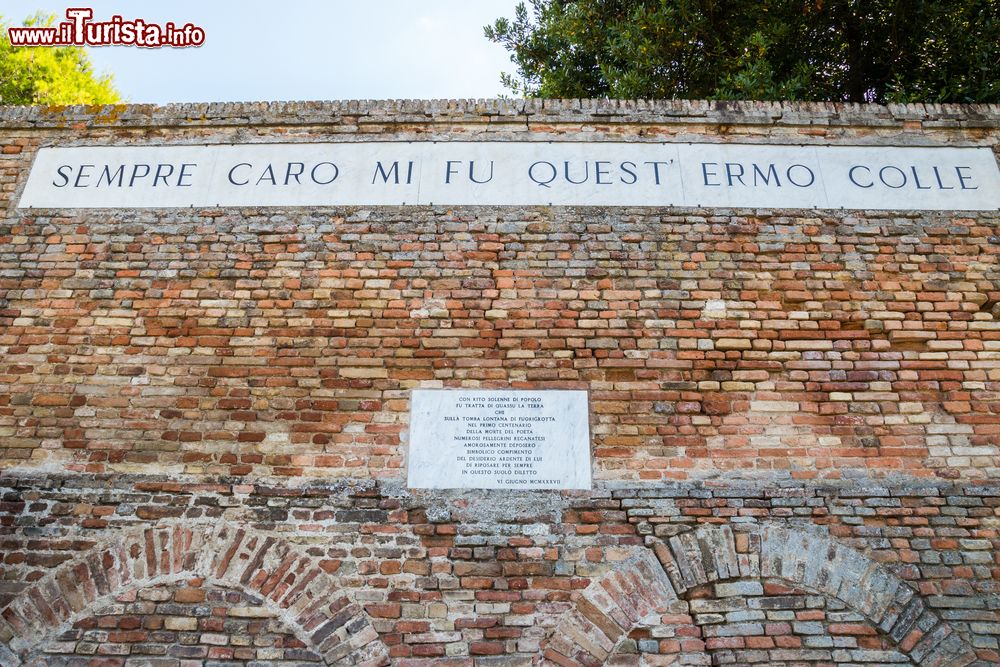 www.ilTurista.info
SEMPRE CARO MI FU QUEST' ERMO COLLE
CON RITO SOLENNE DI POPOLO
FU TRATTA DI QUASSU LA TERRA
CHE
SULLA TOMBA LONTANA DI FUORIGROTTA
NEL PRIMO CENTENARIO
DELLA MORTE DEL POETA
NUMEROSI PELLEGRINI RECANATESI
AMOROSAMENTE DEPOSERO
SIMBOLICO COMPIMENTO
DEL DESIDERIO ARDENTE DI LUI
DI RIPOSARE PER SEMPRE
IN QUESTO SUOLO DILETTO
VI GIUGNO MCMXXXVII